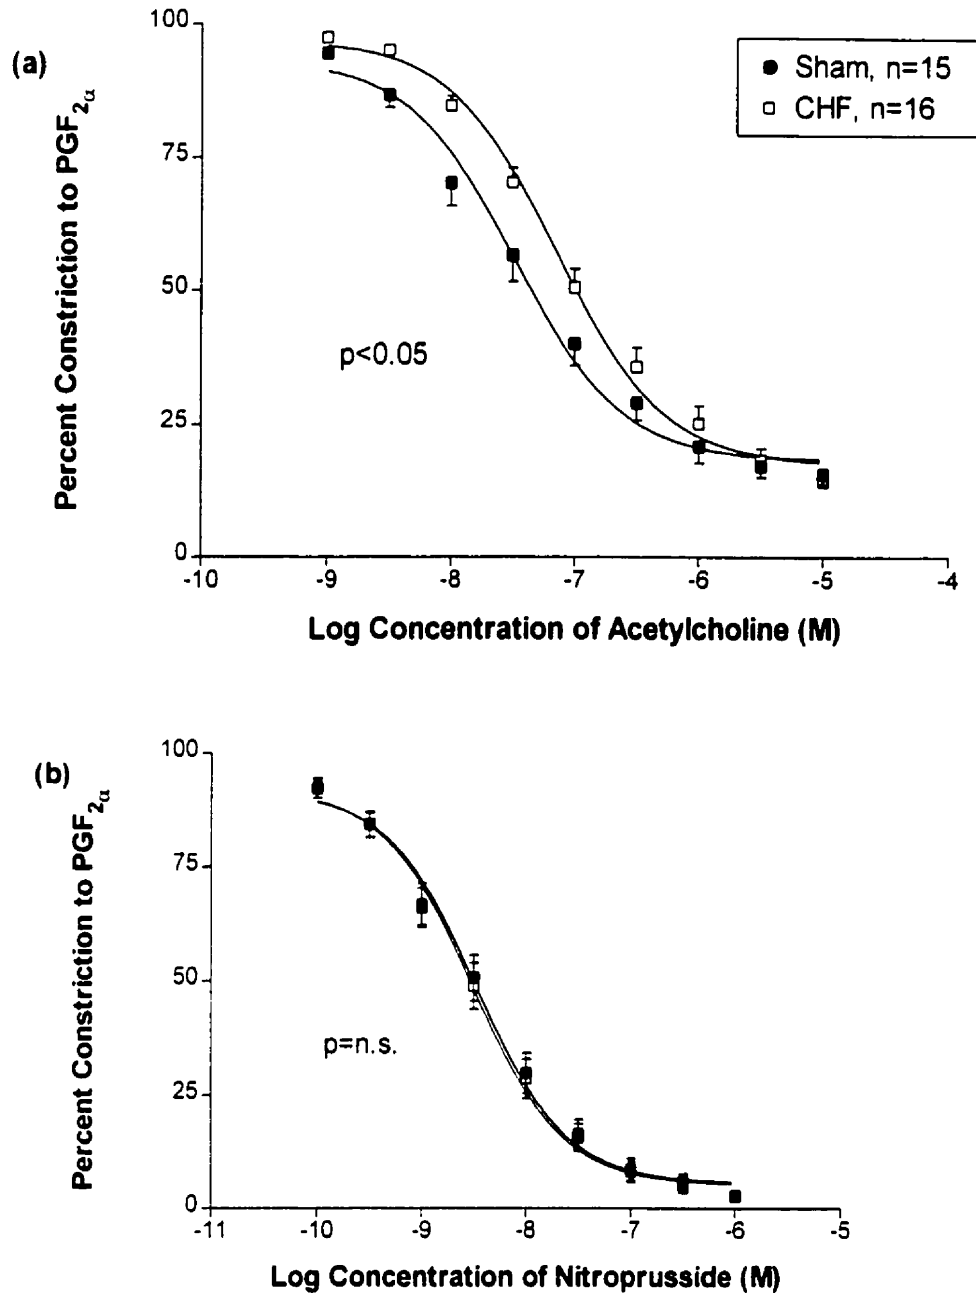 (a)
Percent Constriction to PGF2α
100
75
50
25
0
-10 -9 -8 -7 -6 -5 -4
Log Concentration of Acetylcholine (M)
Sham, n=15
CHF, n=16
p<0.05
(b)
Percent Constriction to PGF2α
100
75
50
25
0
-11 -10 -9 -8 -7 -6 -5
Log Concentration of Nitroprusside (M)
p=n.s.